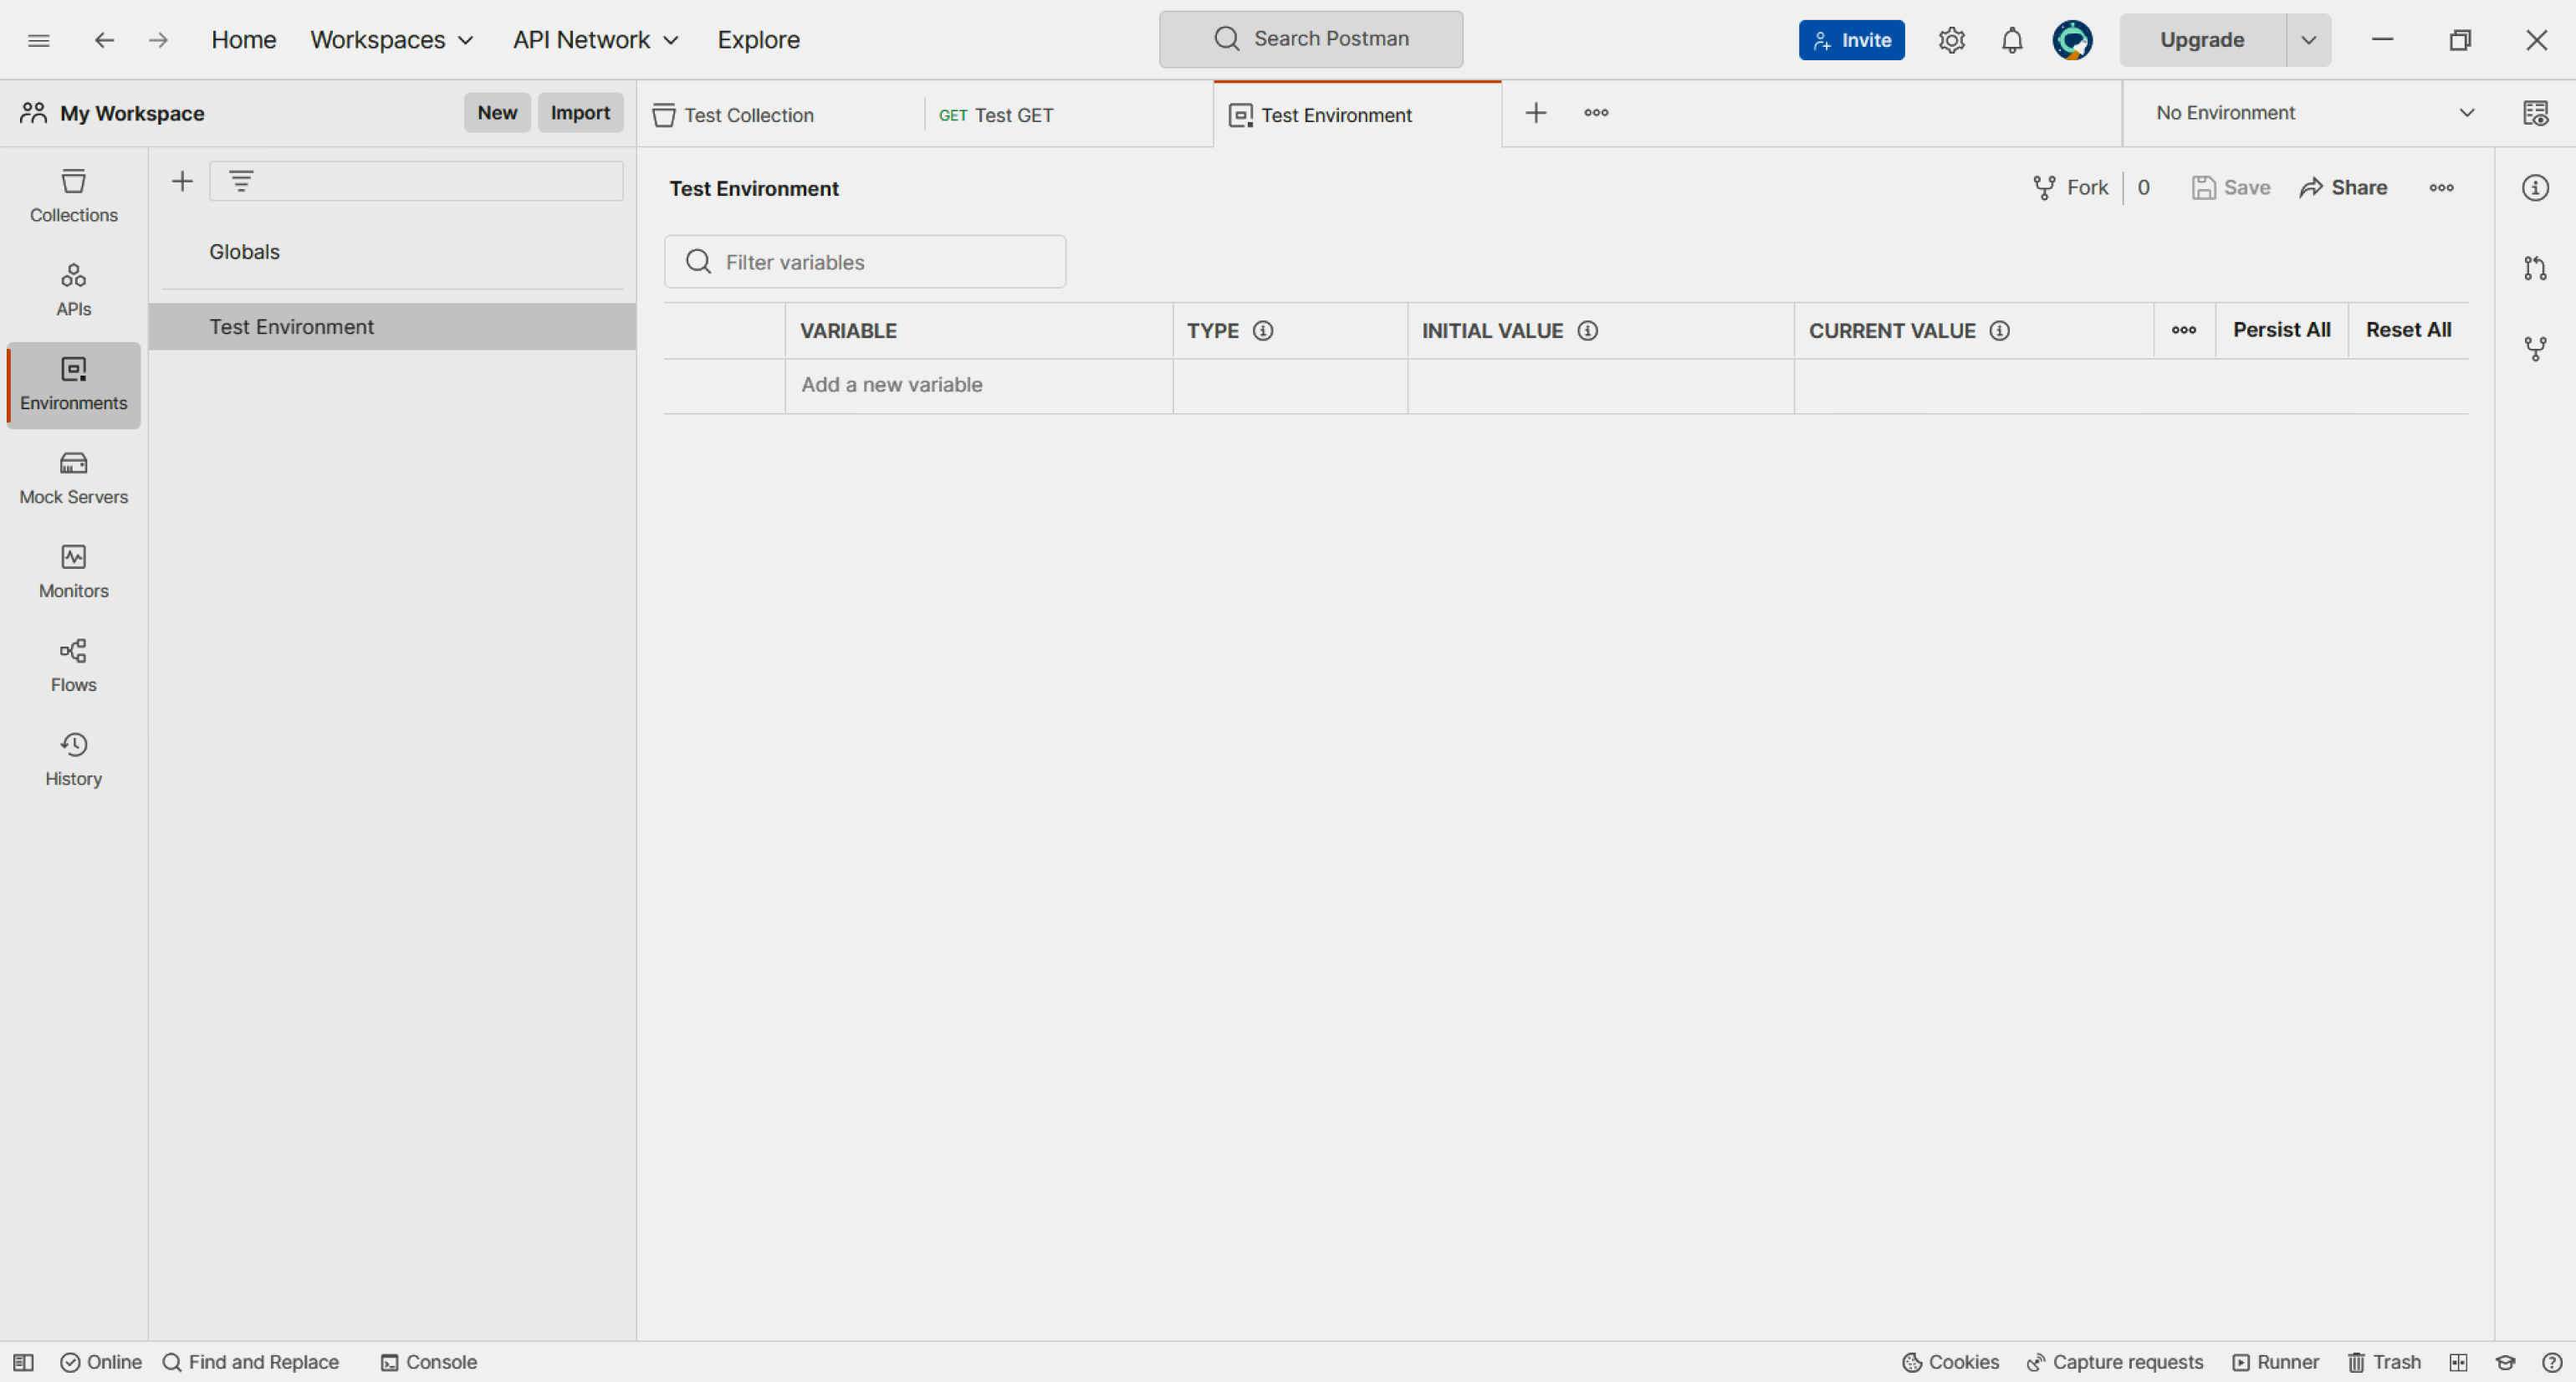 Home Workspaces API Network Explore Search Postman Invite Upgrade
My Workspace New Import Test Collection GET Test GET Test Environment No Environment
Collections
APIs
Environments
Mock Servers
Monitors
Flows
History
Globals
Test Environment
Test Environment Fork 0 Save Share
Filter variables
VARIABLE TYPE INITIAL VALUE CURRENT VALUE Persist All Reset All
Add a new variable
Online Find and Replace Console Cookies Capture requests Runner Trash